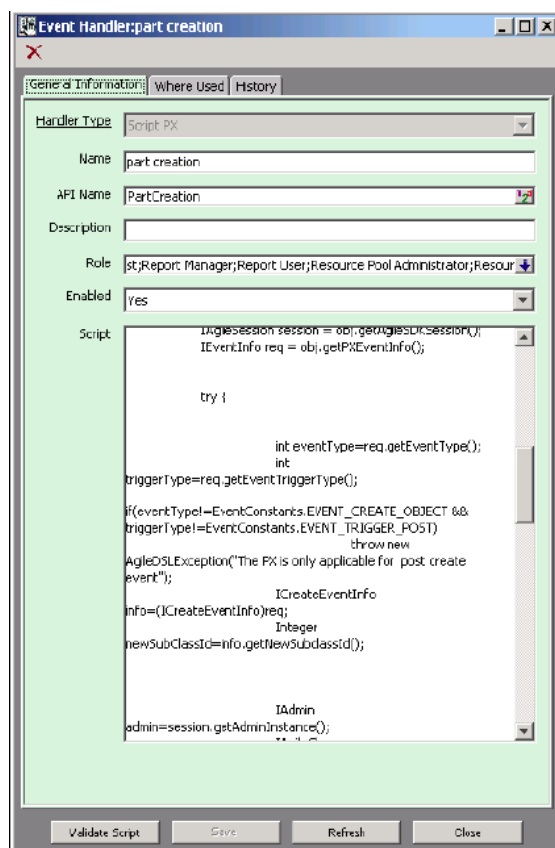 Event Handler:part creation
General Information Where Used History
Handler Type Script PX
Name part creation
API Name PartCreation
Description
Role st;Report Manager;Report User;Resource Pool Administrator;Resour
Enabled Yes
Script IAgileSession session = obj.getAgileSDKSession();
IEventInfo req = obj.getPXEventInfo();
try {
int eventType=req.getEventType();
int
triggerType=req.getEventTriggerType();
if(eventType!=EventConstants.EVENT_CREATE_OBJECT &&
triggerType!=EventConstants.EVENT_TRIGGER_POST)
throw new
AgileDSLException("The PX is only applicable for post create
event");
ICreateEventInfo
info=(ICreateEventInfo)req;
Integer
newSubClassId=info.getNewSubclassId();
IAdmin
admin=session.getAdminInstance();
Validate Script Save Refresh Close